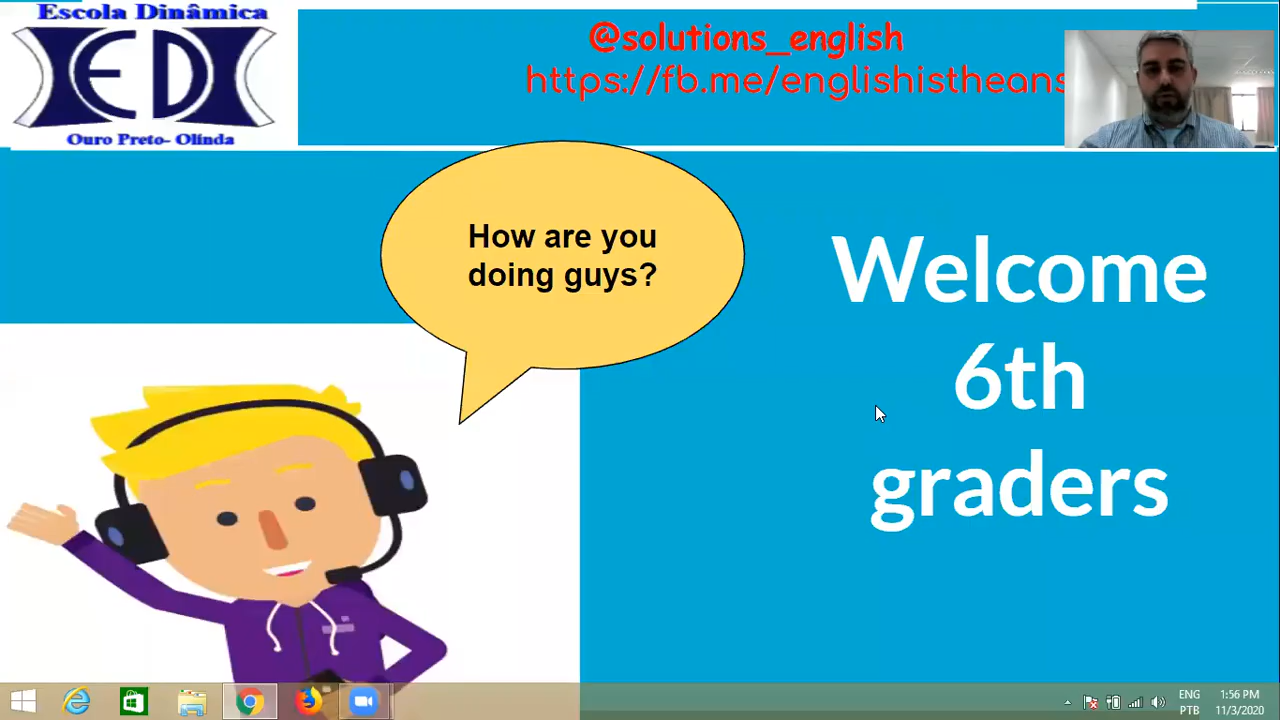 Escola Dinâmica
ED
Ouro Preto- Olinda
@solutions_english
https://fb.me/englishistheans
How are you
doing guys?
Welcome
6th
graders
ENG
PTB
1:56 PM
11/3/2020